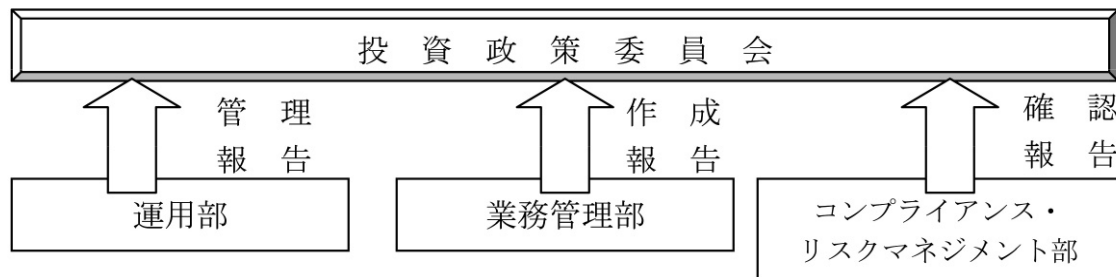 投資政策委員会
管理
報告
作成
報告
確認
報告
運用部
業務管理部
コンプライアンス・
リスクマネジメント部